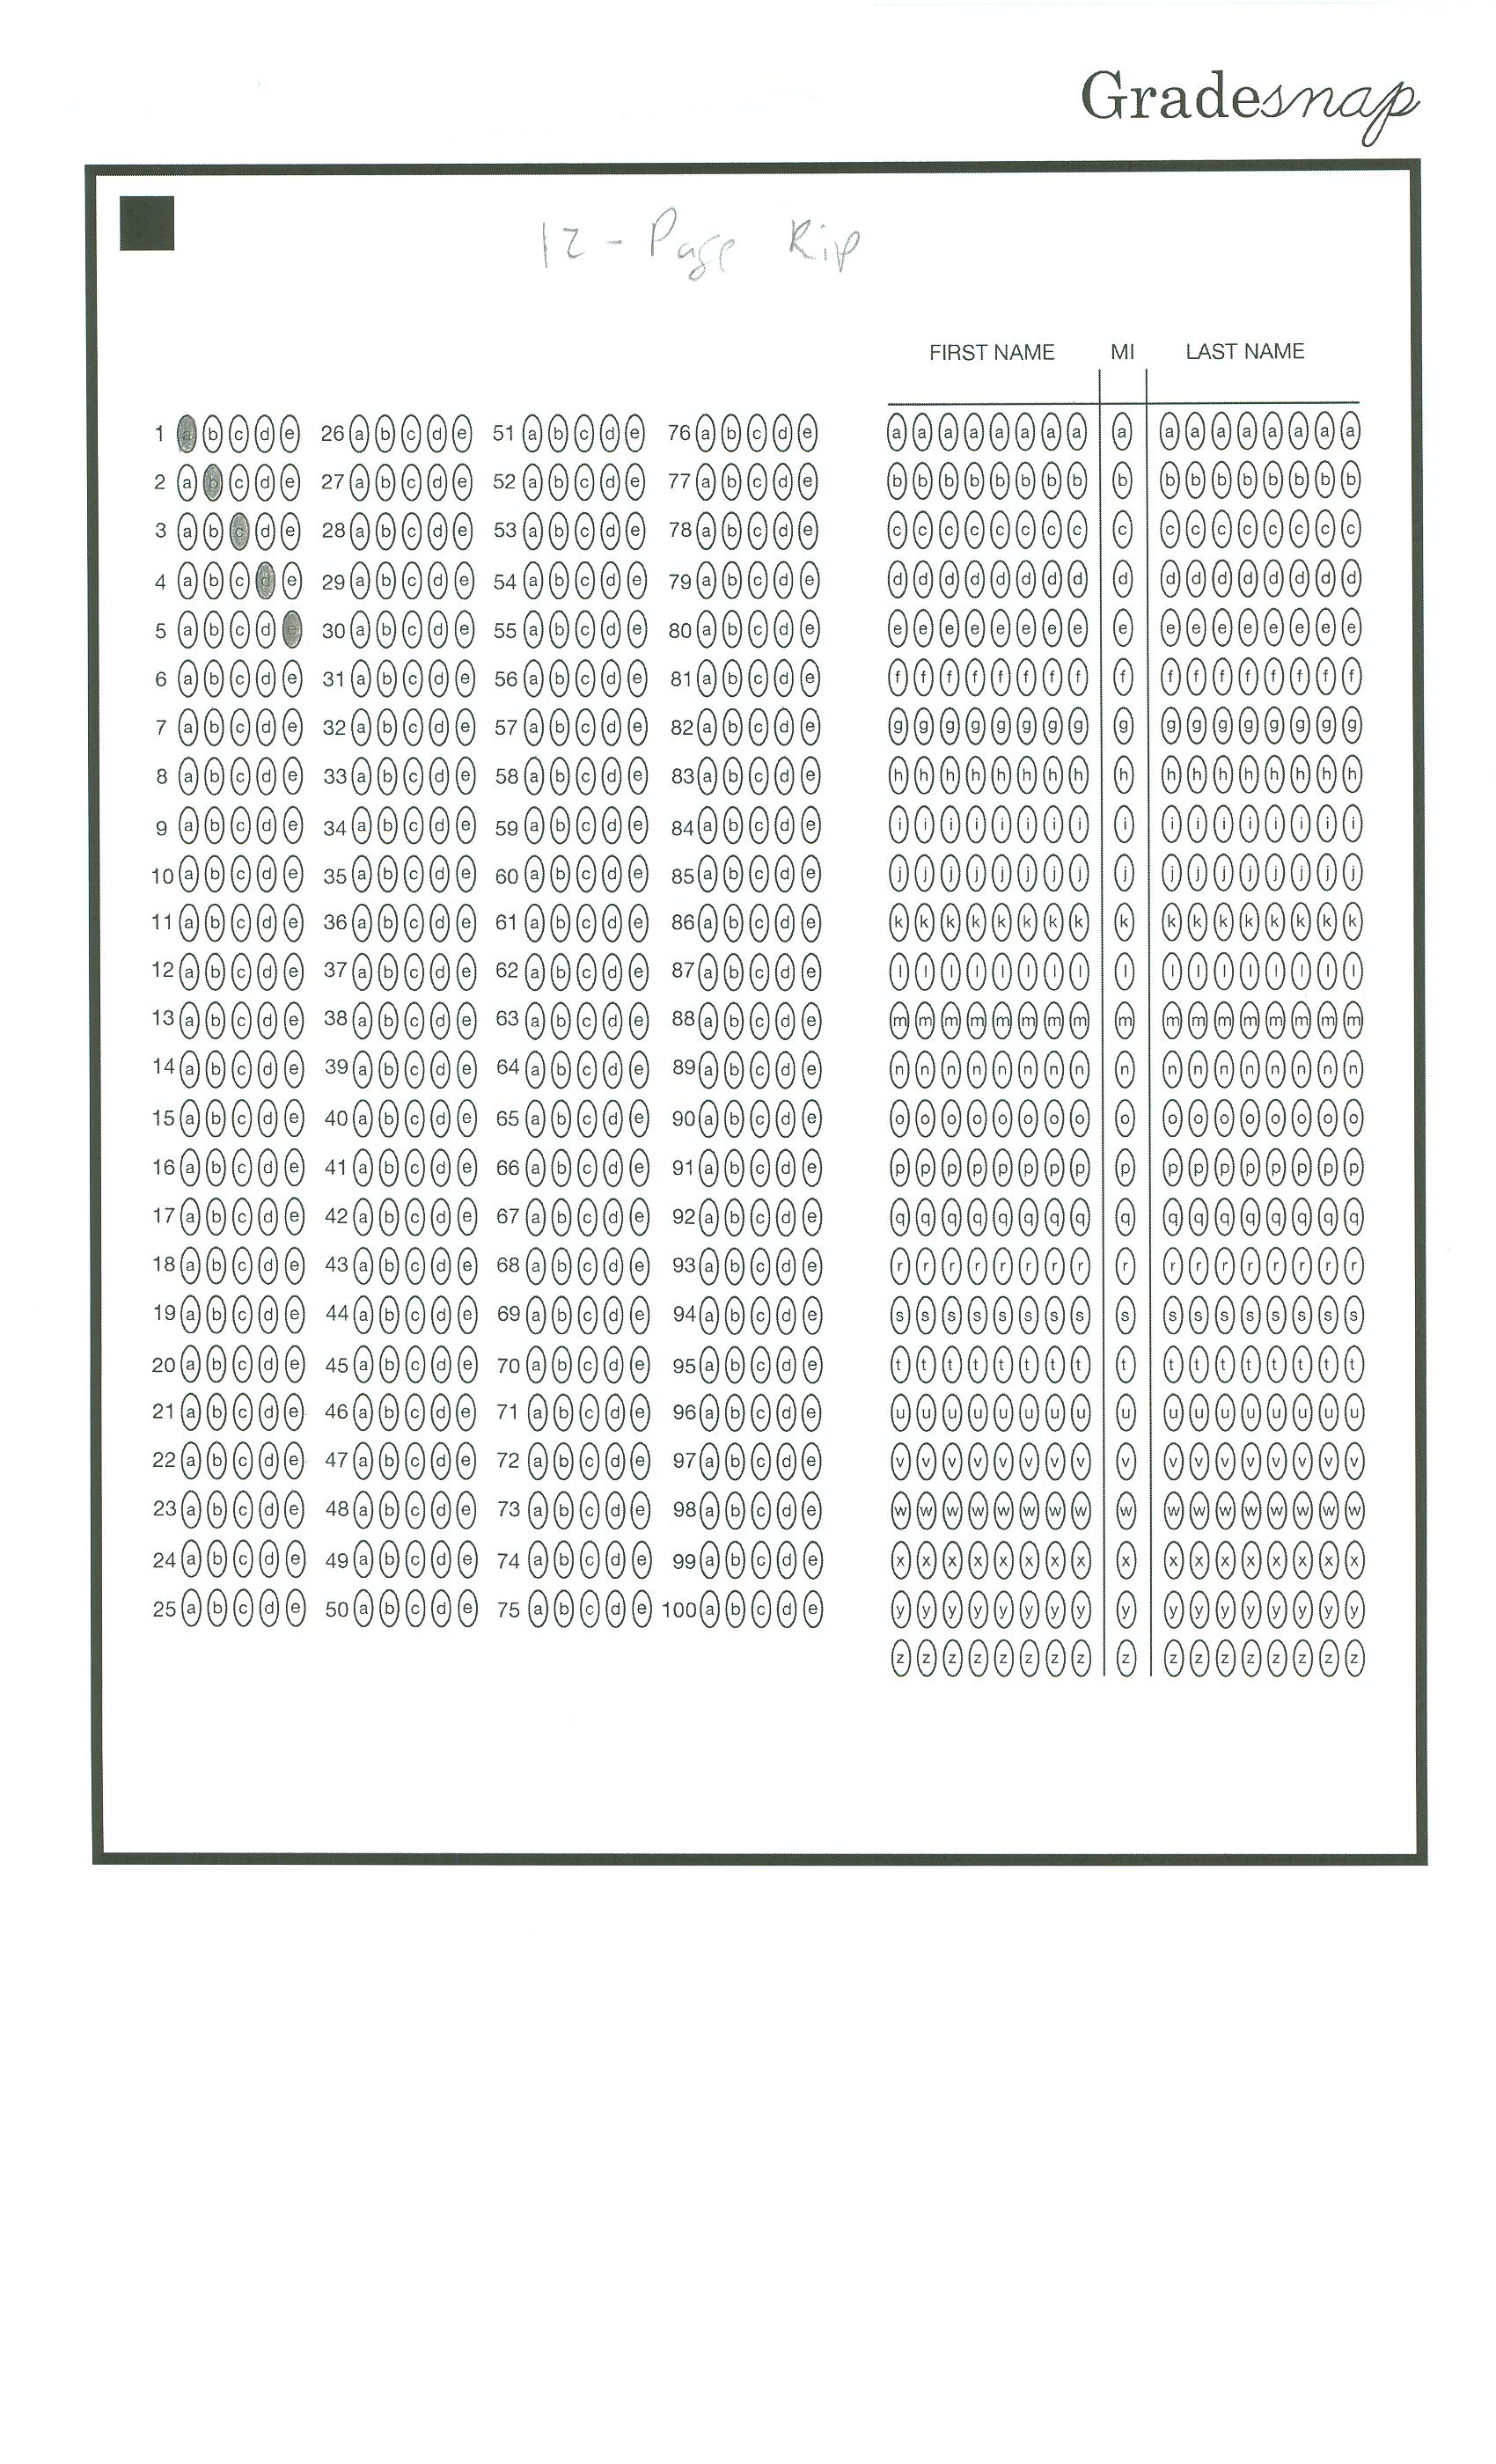 Gradesnap
12 - Page Rip
FIRST NAME MI LAST NAME
1 a b c d e 26 a b c d e 51 a b c d e 76 a b c d e a a a a a a a a a a a a a a a a a
2 a b c d e 27 a b c d e 52 a b c d e 77 a b c d e b b b b b b b b b b b b b b b b b
3 a b c d e 28 a b c d e 53 a b c d e 78 a b c d e c c c c c c c c c c c c c c c c c
4 a b c d e 29 a b c d e 54 a b c d e 79 a b c d e d d d d d d d d d d d d d d d d d
5 a b c d e 30 a b c d e 55 a b c d e 80 a b c d e e e e e e e e e e e e e e e e e e
6 a b c d e 31 a b c d e 56 a b c d e 81 a b c d e f f f f f f f f f f f f f f f f f
7 a b c d e 32 a b c d e 57 a b c d e 82 a b c d e g g g g g g g g g g g g g g g g g
8 a b c d e 33 a b c d e 58 a b c d e 83 a b c d e h h h h h h h h h h h h h h h h h
9 a b c d e 34 a b c d e 59 a b c d e 84 a b c d e i i i i i i i i i i i i i i i i i
10 a b c d e 35 a b c d e 60 a b c d e 85 a b c d e j j j j j j j j j j j j j j j j j
11 a b c d e 36 a b c d e 61 a b c d e 86 a b c d e k k k k k k k k k k k k k k k k k
12 a b c d e 37 a b c d e 62 a b c d e 87 a b c d e l l l l l l l l l l l l l l l l l
13 a b c d e 38 a b c d e 63 a b c d e 88 a b c d e m m m m m m m m m m m m m m m m m
14 a b c d e 39 a b c d e 64 a b c d e 89 a b c d e n n n n n n n n n n n n n n n n n
15 a b c d e 40 a b c d e 65 a b c d e 90 a b c d e o o o o o o o o o o o o o o o o o
16 a b c d e 41 a b c d e 66 a b c d e 91 a b c d e p p p p p p p p p p p p p p p p p
17 a b c d e 42 a b c d e 67 a b c d e 92 a b c d e q q q q q q q q q q q q q q q q q
18 a b c d e 43 a b c d e 68 a b c d e 93 a b c d e r r r r r r r r r r r r r r r r r
19 a b c d e 44 a b c d e 69 a b c d e 94 a b c d e s s s s s s s s s s s s s s s s s
20 a b c d e 45 a b c d e 70 a b c d e 95 a b c d e t t t t t t t t t t t t t t t t t
21 a b c d e 46 a b c d e 71 a b c d e 96 a b c d e u u u u u u u u u u u u u u u u u
22 a b c d e 47 a b c d e 72 a b c d e 97 a b c d e v v v v v v v v v v v v v v v v v
23 a b c d e 48 a b c d e 73 a b c d e 98 a b c d e w w w w w w w w w w w w w w w w w
24 a b c d e 49 a b c d e 74 a b c d e 99 a b c d e x x x x x x x x x x x x x x x x x
25 a b c d e 50 a b c d e 75 a b c d e 100 a b c d e y y y y y y y y y y y y y y y y y
z z z z z z z z z z z z z z z z z